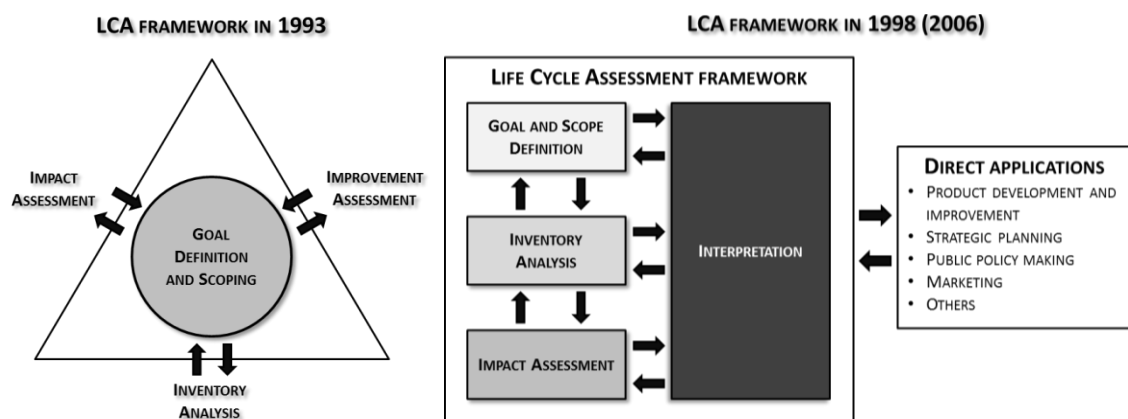 LCA FRAMEWORK IN 1993
IMPACT
ASSESSMENT
IMPROVEMENT
ASSESSMENT
GOAL
DEFINITION
AND SCOPING
INVENTORY
ANALYSIS
LCA FRAMEWORK IN 1998 (2006)
LIFE CYCLE ASSESSMENT FRAMEWORK
GOAL AND SCOPE
DEFINITION
INVENTORY
ANALYSIS
IMPACT ASSESSMENT
INTERPRETATION
DIRECT APPLICATIONS
• PRODUCT DEVELOPMENT AND
IMPROVEMENT
• STRATEGIC PLANNING
• PUBLIC POLICY MAKING
• MARKETING
• OTHERS